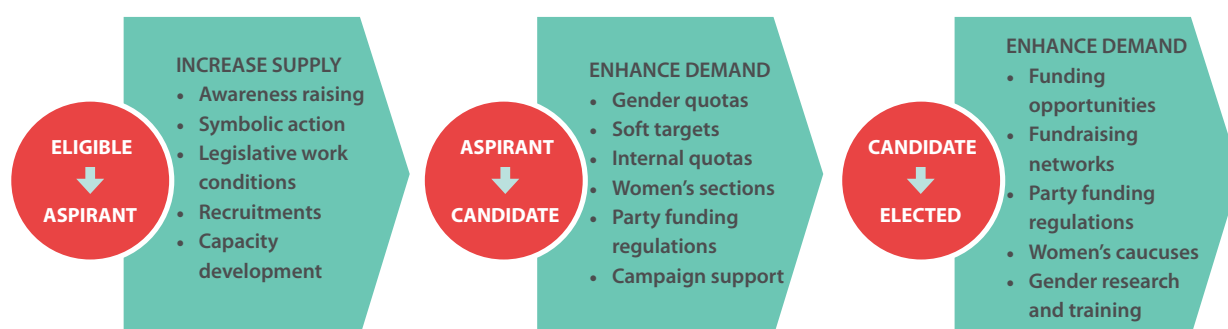 ELIGIBLE
ASPIRANT
INCREASE SUPPLY
• Awareness raising
• Symbolic action
• Legislative work
conditions
• Recruitments
• Capacity
development
ASPIRANT
CANDIDATE
ENHANCE DEMAND
• Gender quotas
• Soft targets
• Internal quotas
• Women’s sections
• Party funding
regulations
• Campaign support
CANDIDATE
ELECTED
ENHANCE DEMAND
• Funding
opportunities
• Fundraising
networks
• Party funding
regulations
• Women’s caucuses
• Gender research
and training